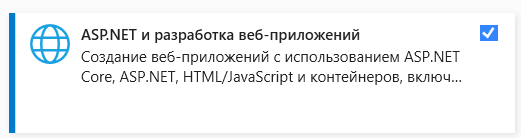 ASP.NET и разработка веб-приложений
Создание веб-приложений с использованием ASP.NET
Core, ASP.NET, HTML/JavaScript и контейнеров, включ...